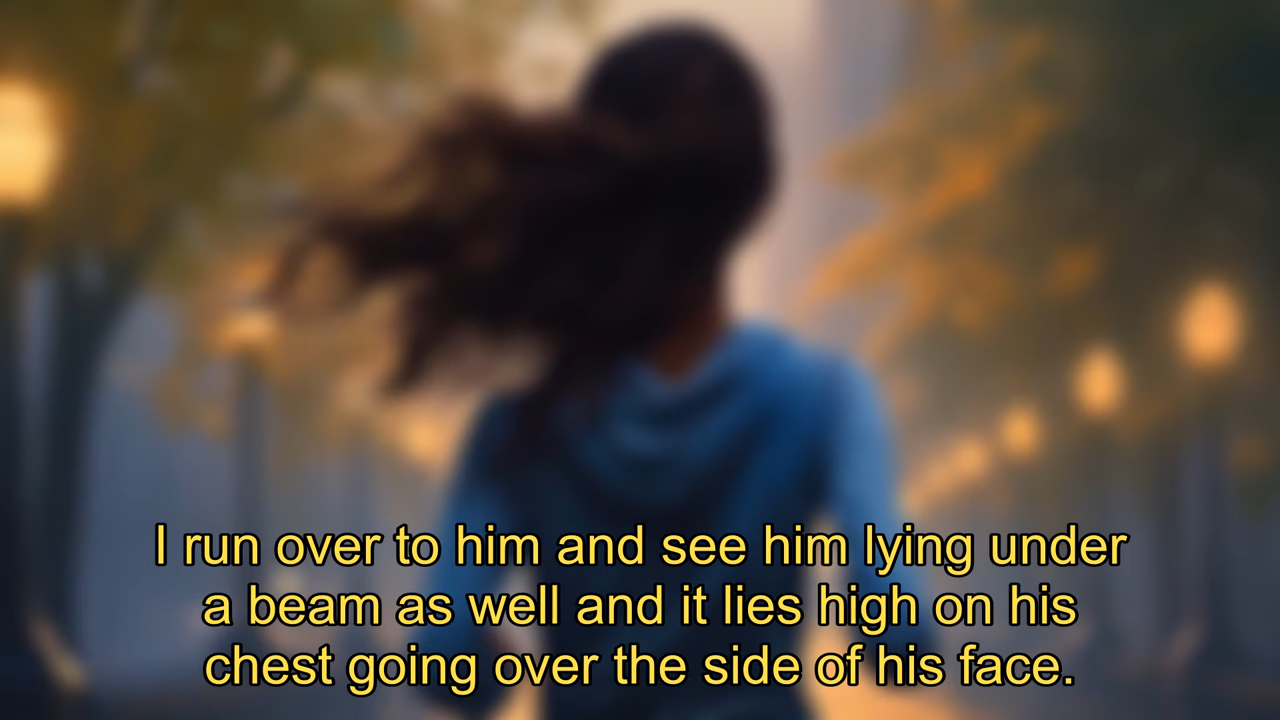 I run over to him and see him lying under
a beam as well and it lies high on his
chest going over the side of his face.